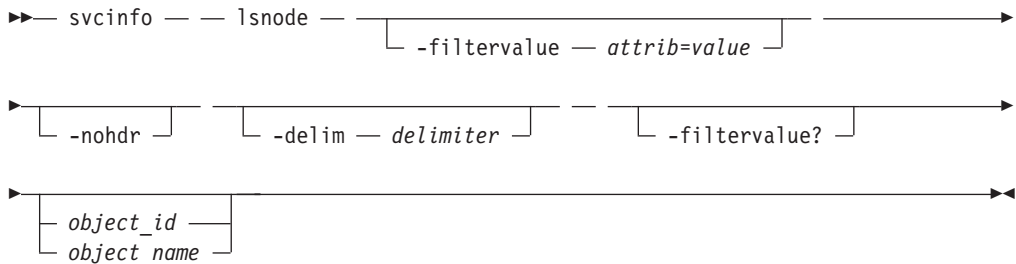 svcinfo lsnode
-filtervalue attrib=value
-nohdr -delim delimiter -filtervalue?
object_id
object name